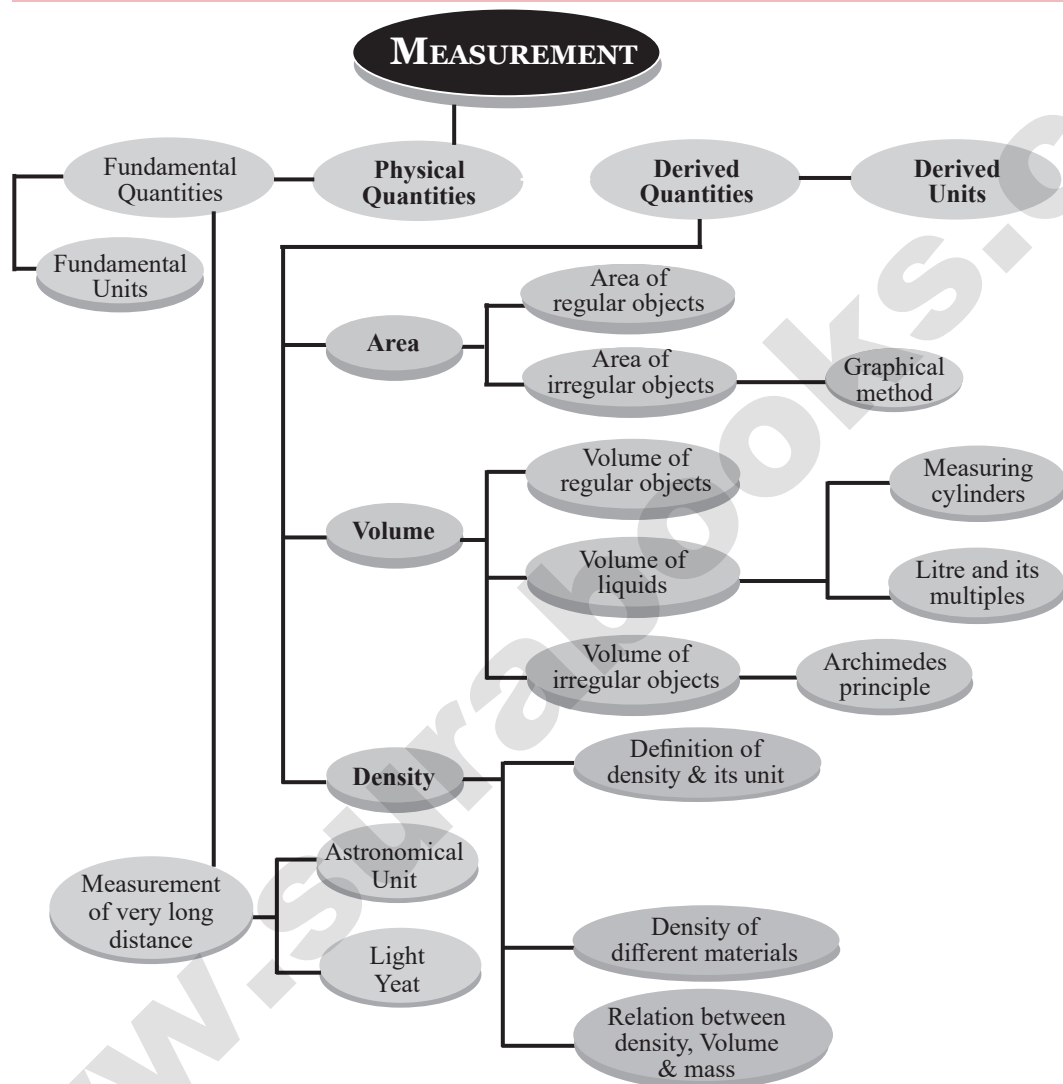 MEASUREMENT
Fundamental
Quantities
Physical
Quantities
Derived
Quantities
Derived
Units
Fundamental
Units
Area
Area of
regular objects
Area of
irregular objects
Graphical
method
Volume
Volume of
regular objects
Volume of
liquids
Measuring
cylinders
Litre and its
multiples
Volume of
irregular objects
Archimedes
principle
Density
Definition of
density & its unit
Density of
different materials
Relation between
density, Volume
& mass
Measurement
of very long
distance
Astronomical
Unit
Light
Yeat
www.surabooks.c